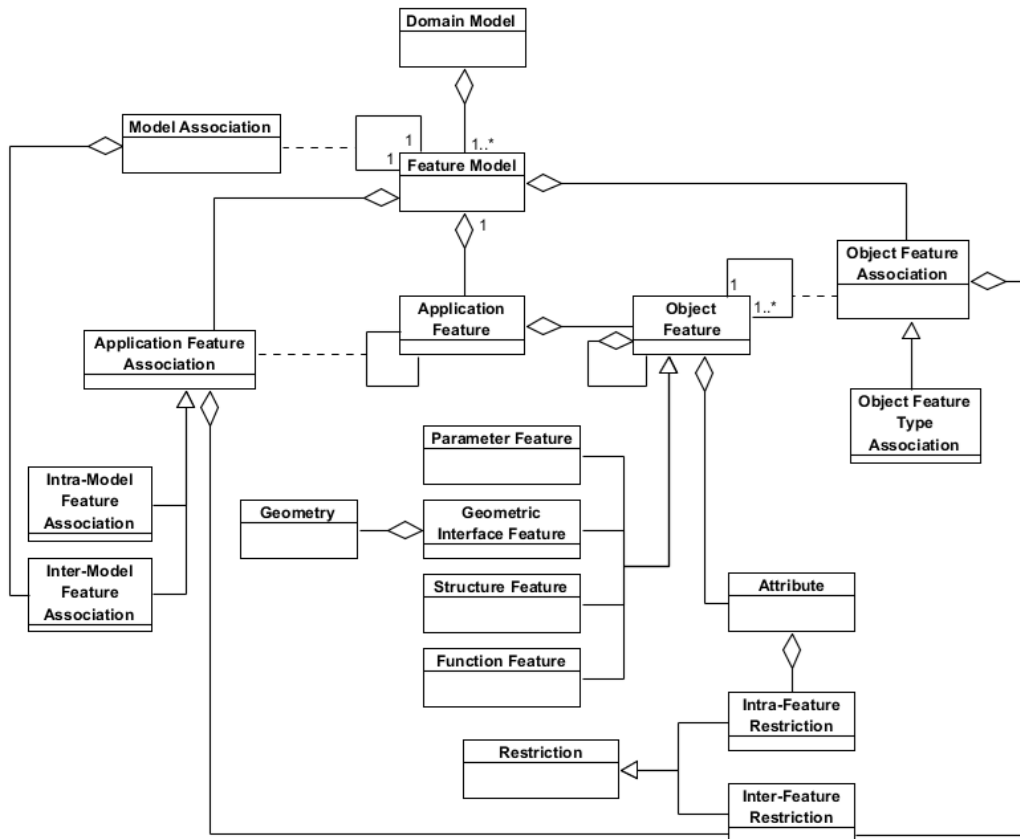 Domain Model
Model Association
1
1
1..*
Feature Model
1
Object Feature
Association
1
1..*
Application
Feature
Object
Feature
Application Feature
Association
Object Feature
Type
Association
Parameter Feature
Intra-Model
Feature
Association
Geometry
Geometric
Interface Feature
Inter-Model
Feature
Association
Structure Feature
Attribute
Function Feature
Intra-Feature
Restriction
Restriction
Inter-Feature
Restriction